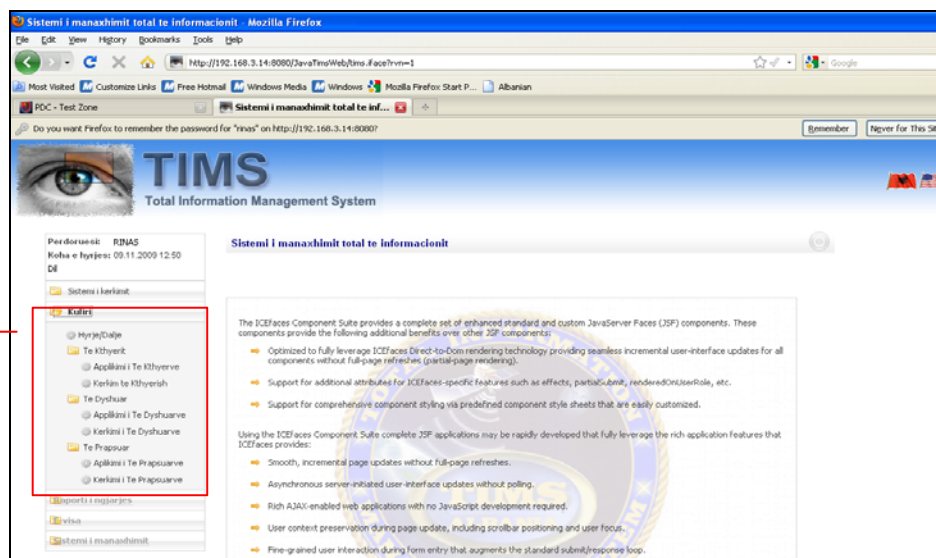 Sistemi i manaxhimit total te informacionit - Mozilla Firefox
File Edit View History Bookmarks Tools Help
http://192.168.3.14:8080/JavaTimsWeb/tims.iface?rvn=1
Google
Most Visited Customize Links Free Hotmail Windows Media Windows Mozilla Firefox Start P... Albanian
PDC - Test Zone Sistemi i manaxhimit total te inf...
Do you want Firefox to remember the password for "rinas" on http://192.168.3.14:8080?
Remember Never for This Sit
TIMS
Total Information Management System
Perdoruesi: RINAS
Koha e hyrjes: 09.11.2009 12:50
Dil
Sistemi i kerkimit
Kufiri
Hyrje/Dalje
Te Kthyerit
Applikimi i Te Kthyerve
Kerkim te Kthyerish
Te Dyshuar
Applikimi i Te Dyshuarve
Kerkimi i Te Dyshuarve
Te Prapsuar
Aplikimi i Te Prapsuarve
Kerkimi i Te Prapsuarve
Raporti i ngjarjes
visa
Sistemi i manaxhimit
Sistemi i manaxhimit total te informacionit
The ICEfaces Component Suite provides a complete set of enhanced standard and custom JavaServer Faces (JSF) components. These
components provide the following additional benefits over other JSF components:
Optimized to fully leverage ICEfaces Direct-to-Dom rendering technology providing seamless incremental user-interface updates for all
components without full-page refreshes (partial-page rendering).
Support for additional attributes for ICEfaces-specific features such as effects, partialSubmit, renderedOnUserRole, etc.
Support for comprehensive component styling via predefined component style sheets that are easily customized.
Using the ICEfaces Component Suite complete JSF applications may be rapidly developed that fully leverage the rich application features that
ICEfaces provides:
Smooth, incremental page updates without full-page refreshes.
Asynchronous server-initiated user-interface updates without polling.
Rich AJAX-enabled web applications with no JavaScript development required.
User context preservation during page update, including scrollbar positioning and user focus.
Fine-grained user interaction during form entry that augments the standard submit/response loop.